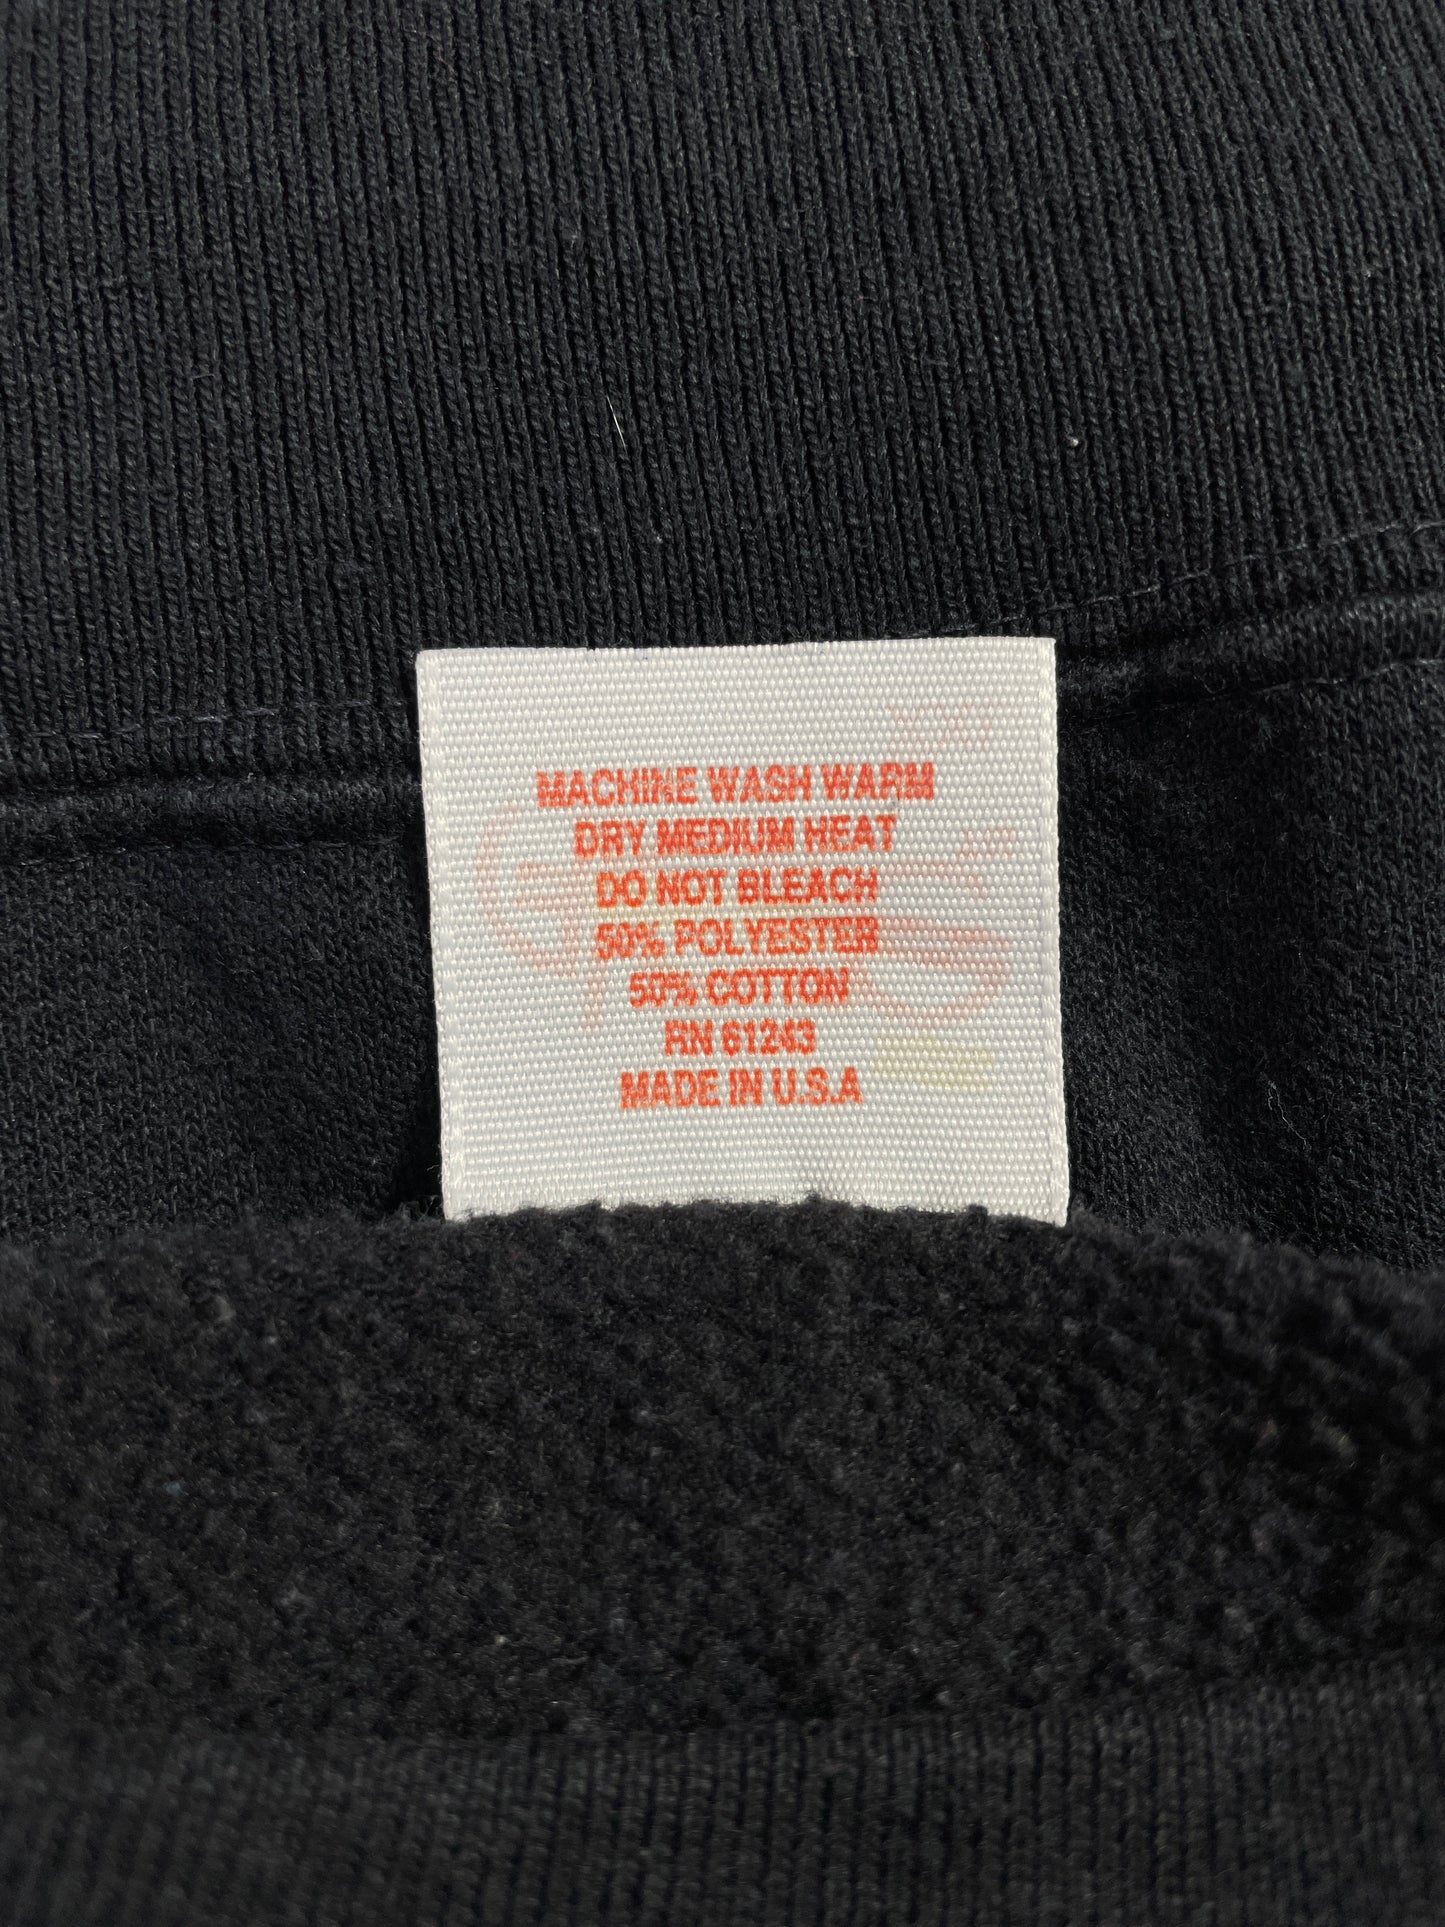 MACHINE WASH WARM
DRY MEDIUM HEAT
DO NOT BLEACH
50% POLYESTER
50% COTTON
RN 61243
MADE IN U.S.A